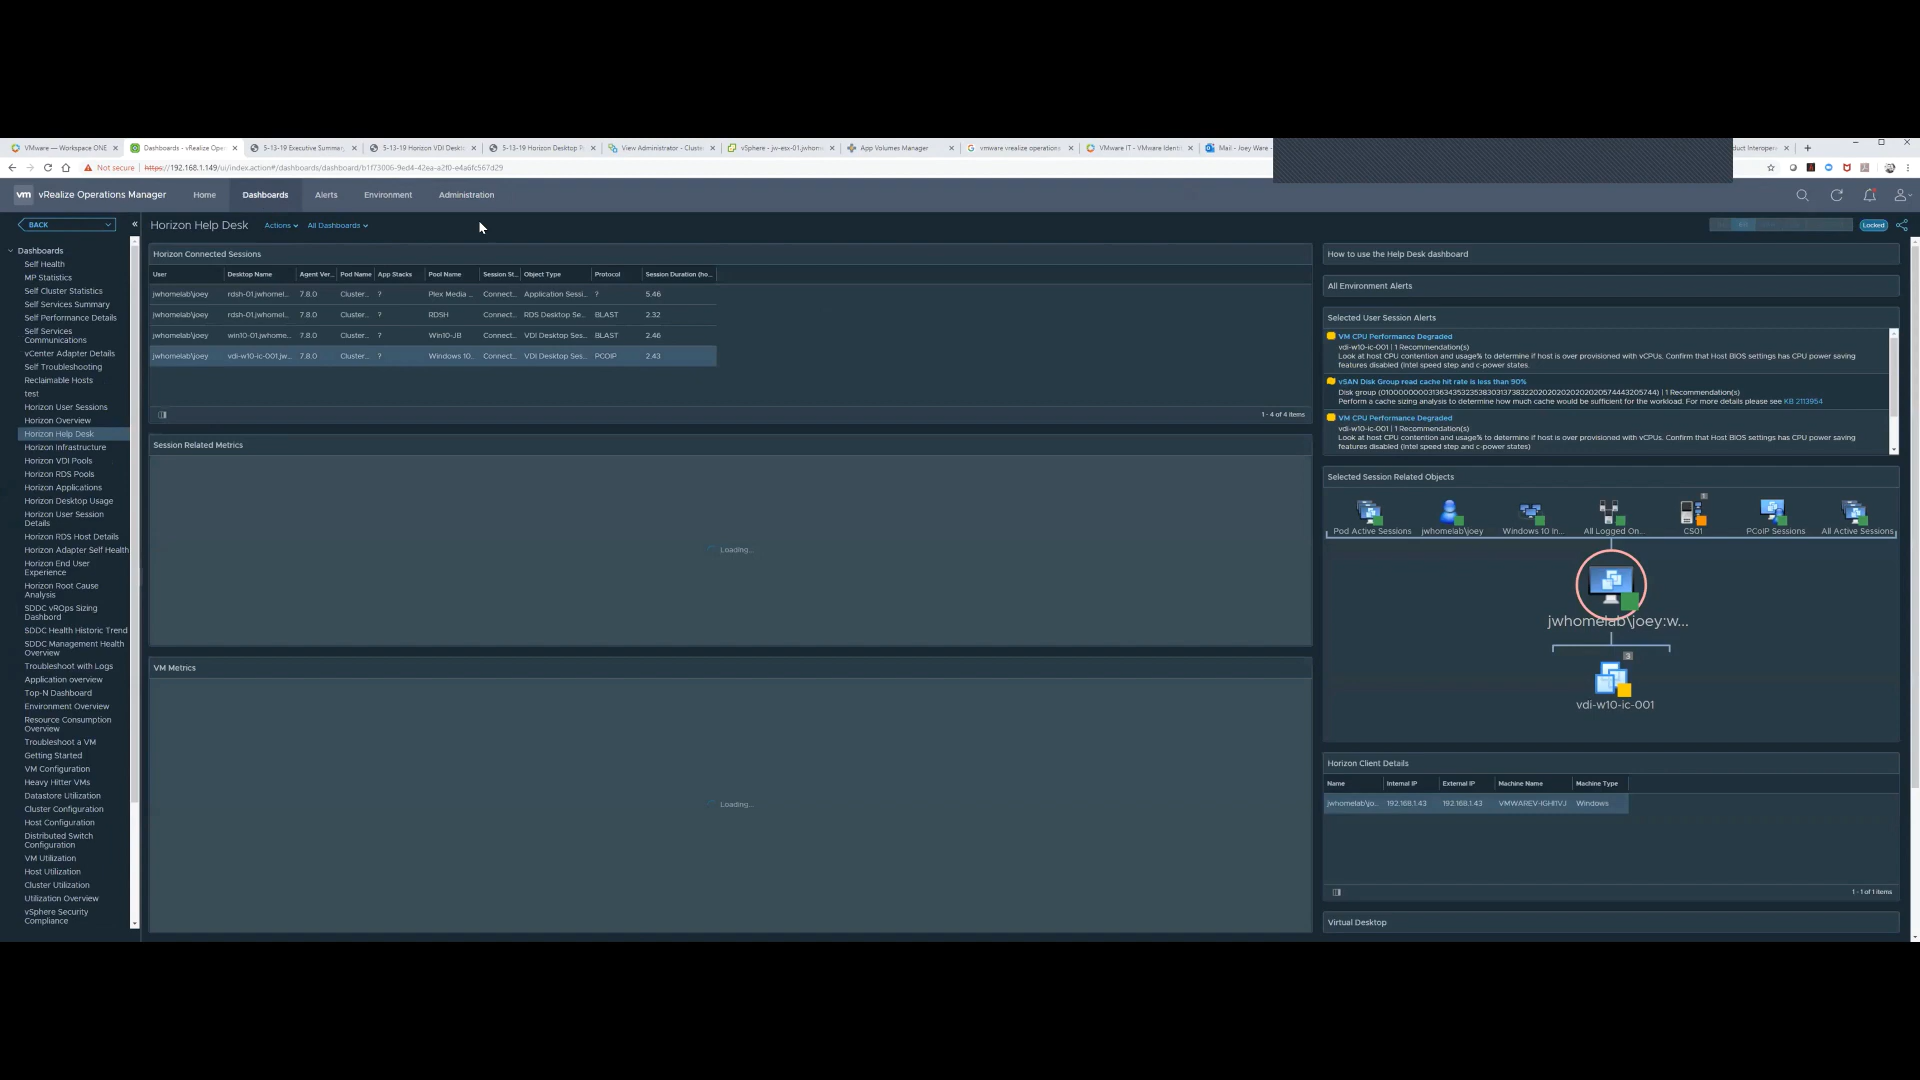 VMware — Workspace ONE
Dashboards - vRealize Ope
5-13-19 Executive Summar
5-13-19 Horizon VDI Deskt
5-13-19 Horizon Desktop P
View Administrator - Cluste
vSphere - jw-esx-01.jwhom
App Volumes Manager
vmware vrealize operations
VMware IT - VMware Identi
Mail - Joey Ware -
duct Interopera
Not secure
https://192.168.1.149/ui/index.action#/dashboards/dashboard/b1f73006-9ed4-42ea-a2f0-e4a6fc567d29
vm vRealize Operations Manager
Home
Dashboards
Alerts
Environment
Administration
BACK
Horizon Help Desk
Actions
All Dashboards
Locked
Dashboards
Self Health
MP Statistics
Self Cluster Statistics
Self Services Summary
Self Performance Details
Self Services
Communications
vCenter Adapter Details
Self Troubleshooting
Reclaimable Hosts
test
Horizon User Sessions
Horizon Overview
Horizon Help Desk
Horizon Infrastructure
Horizon VDI Pools
Horizon RDS Pools
Horizon Applications
Horizon Desktop Usage
Horizon User Session
Details
Horizon RDS Host Details
Horizon Adapter Self Health
Horizon End User
Experience
Horizon Root Cause
Analysis
SDDC vROps Sizing
Dashbord
SDDC Health Historic Trend
SDDC Management Health
Overview
Troubleshoot with Logs
Application overview
Top-N Dashboard
Environment Overview
Resource Consumption
Overview
Troubleshoot a VM
Getting Started
VM Configuration
Heavy Hitter VMs
Datastore Utilization
Cluster Configuration
Host Configuration
Distributed Switch
Configuration
VM Utilization
Host Utilization
Cluster Utilization
Utilization Overview
vSphere Security
Compliance
Horizon Connected Sessions
User Desktop Name Agent Ver... Pod Name App Stacks Pool Name Session St... Object Type Protocol Session Duration (ho...
jwhomelab\joey rdsh-01.jwhomel... 7.8.0 Cluster... ? Plex Media ... Connect... Application Sessi... ? 5.46
jwhomelab\joey rdsh-01.jwhomel... 7.8.0 Cluster... ? RDSH Connect... RDS Desktop Se... BLAST 2.32
jwhomelab\joey win10-01.jwhome... 7.8.0 Cluster... ? Win10-JB Connect... VDI Desktop Ses... BLAST 2.46
jwhomelab\joey vdi-w10-ic-001.jw... 7.8.0 Cluster... ? Windows 10... Connect... VDI Desktop Ses... PCOIP 2.43
1 - 4 of 4 items
Session Related Metrics
Loading...
VM Metrics
Loading...
How to use the Help Desk dashboard
All Environment Alerts
Selected User Session Alerts
VM CPU Performance Degraded
vdi-w10-ic-001 | 1 Recommendation(s)
Look at host CPU contention and usage% to determine if host is over provisioned with vCPUs. Confirm that Host BIOS settings has CPU power saving
features disabled (Intel speed step and c-power states.
vSAN Disk Group read cache hit rate is less than 90%
Perform a cache sizing analysis to determine how much cache would be sufficient for the workload. For more details please see KB 2113954
VM CPU Performance Degraded
vdi-w10-ic-001 | 1 Recommendation(s)
Look at host CPU contention and usage% to determine if host is over provisioned with vCPUs. Confirm that Host BIOS settings has CPU power saving
features disabled (Intel speed step and c-power states)
Selected Session Related Objects
1
Pod Active Sessions jwhomelab\joey Windows 10 In... All Logged On... CS01 PCoIP Sessions All Active Sessions
jwhomelab\joey:w...
3
vdi-w10-ic-001
Horizon Client Details
Name Internal IP External IP Machine Name Machine Type
jwhomelab\jo... 192.168.1.43 192.168.1.43 Windows
1 - 1 of 1 items
Virtual Desktop